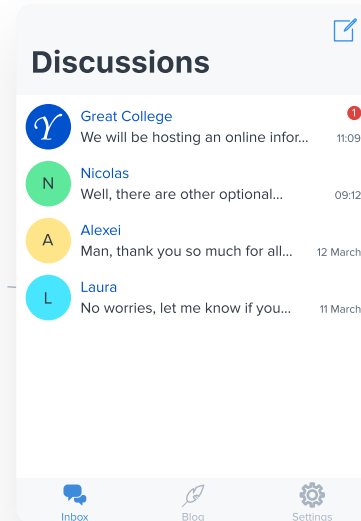 Discussions
Great College
1
We will be hosting an online infor...
11:09
N
Nicolas
Well, there are other optional...
09:12
A
Alexei
Man, thank you so much for all...
12 March
L
Laura
No worries, let me know if you...
11 March
Inbox
Blog
Settings